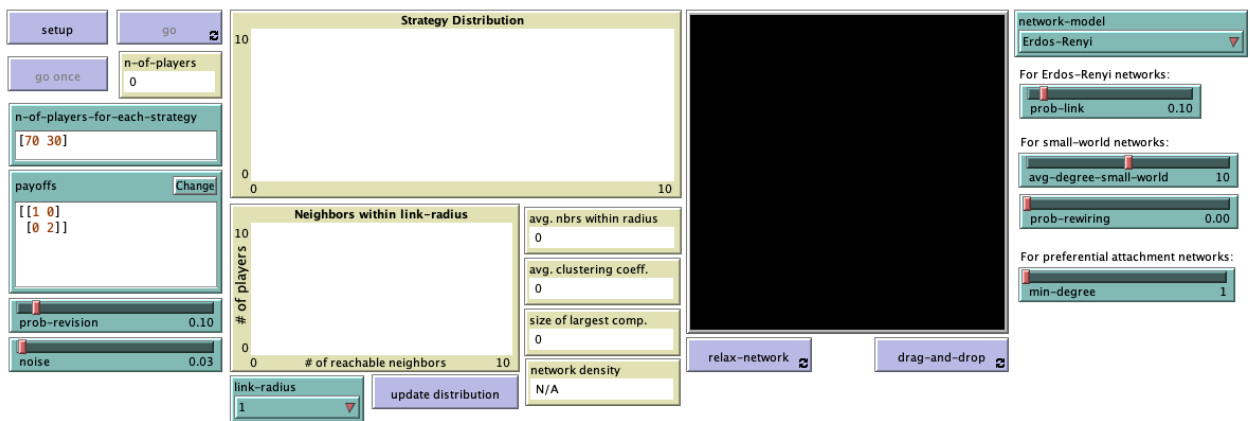 setup
go
go once
n-of-players
0
n-of-players-for-each-strategy
[70 30]
payoffs
Change
[[1 0]
[0 2]]
prob-revision 0.10
noise 0.03
Strategy Distribution
10
0
0 10
Neighbors within link-radius
10
# of players
0
0 # of reachable neighbors 10
link-radius
1
update distribution
avg. nbrs within radius
0
avg. clustering coeff.
0
size of largest comp.
0
network density
N/A
relax-network
drag-and-drop
network-model
Erdos-Renyi
For Erdos-Renyi networks:
prob-link 0.10
For small-world networks:
avg-degree-small-world 10
prob-rewiring 0.00
For preferential attachment networks:
min-degree 1